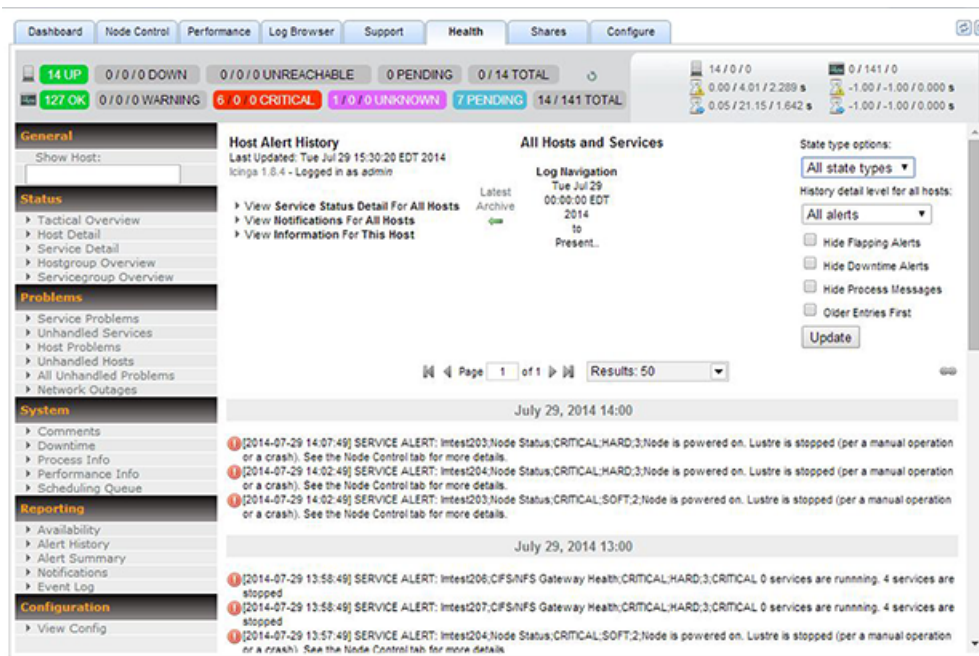 Dashboard Node Control Performance Log Browser Support Health Shares Configure
14 UP 0 / 0 / 0 DOWN 0 / 0 / 0 UNREACHABLE 0 PENDING 0 / 14 TOTAL
127 OK 0 / 0 / 0 WARNING 6 / 0 / 0 CRITICAL 1 / 0 / 0 UNKNOWN 7 PENDING 14 / 141 TOTAL
14 / 0 / 0 0 / 141 / 0
0.00 / 4.01 / 2.289 s -1.00 / -1.00 / 0.000 s
0.05 / 21.15 / 1.642 s -1.00 / -1.00 / 0.000 s
General
Show Host:
Status
Tactical Overview
Host Detail
Service Detail
Hostgroup Overview
Servicegroup Overview
Problems
Service Problems
Unhandled Services
Host Problems
Unhandled Hosts
All Unhandled Problems
Network Outages
System
Comments
Downtime
Process Info
Performance Info
Scheduling Queue
Reporting
Availability
Alert History
Alert Summary
Notifications
Event Log
Configuration
View Config
Host Alert History
Last Updated: Tue Jul 29 15:30:20 EDT 2014
Icinga 1.8.4 - Logged in as admin
View Service Status Detail For All Hosts
View Notifications For All Hosts
View Information For This Host
All Hosts and Services
Latest
Archive
Log Navigation
Tue Jul 29
00:00:00 EDT
2014
to
Present..
State type options:
All state types
History detail level for all hosts:
All alerts
Hide Flapping Alerts
Hide Downtime Alerts
Hide Process Messages
Older Entries First
Update
Page 1 of 1 Results: 50
July 29, 2014 14:00
[2014-07-29 14:07:49] SERVICE ALERT: lmtest203;Node Status;CRITICAL;HARD;3;Node is powered on. Lustre is stopped (per a manual operation
or a crash). See the Node Control tab for more details.
[2014-07-29 14:02:49] SERVICE ALERT: lmtest204;Node Status;CRITICAL;HARD;3;Node is powered on. Lustre is stopped (per a manual operation
or a crash). See the Node Control tab for more details.
[2014-07-29 14:02:49] SERVICE ALERT: lmtest203;Node Status;CRITICAL;SOFT;2;Node is powered on. Lustre is stopped (per a manual operation
or a crash). See the Node Control tab for more details.
July 29, 2014 13:00
[2014-07-29 13:58:49] SERVICE ALERT: lmtest206;CIFS/NFS Gateway Health;CRITICAL;HARD;3;CRITICAL 0 services are runnning. 4 services are
stopped
[2014-07-29 13:58:49] SERVICE ALERT: lmtest207;CIFS/NFS Gateway Health;CRITICAL;HARD;3;CRITICAL 0 services are runnning. 4 services are
stopped
[2014-07-29 13:57:49] SERVICE ALERT: lmtest204;Node Status;CRITICAL;SOFT;2;Node is powered on. Lustre is stopped (per a manual operation
or a crash). See the Node Control tab for more details.